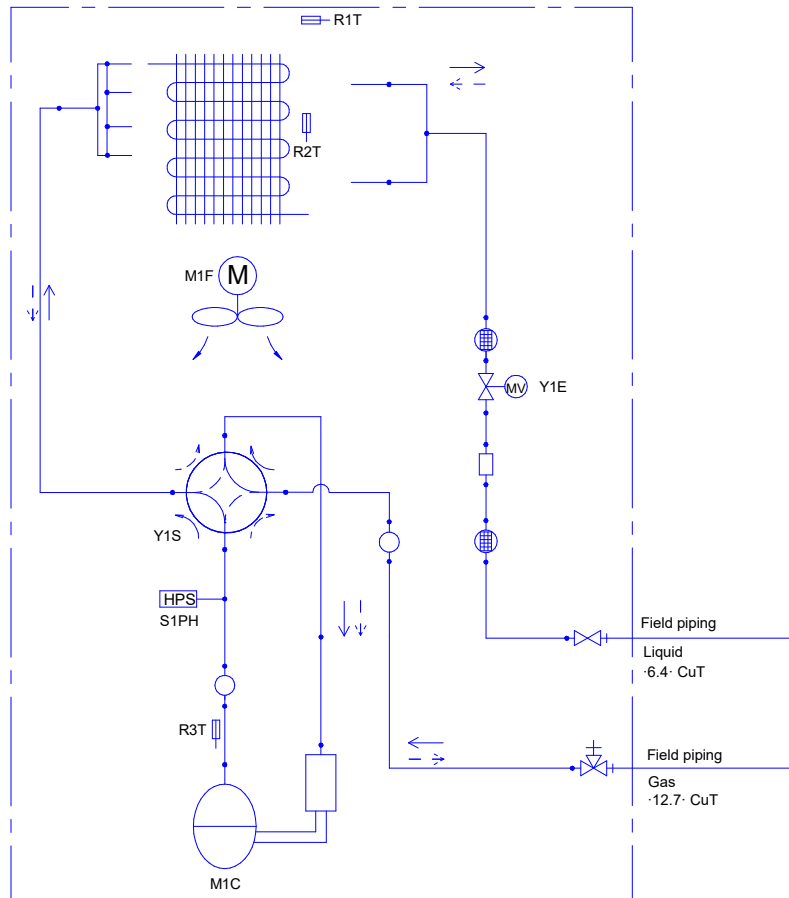 R1T
R2T
M1F
M
MV
Y1E
Y1S
HPS
S1PH
Field piping
Liquid
·6.4· CuT
R3T
Field piping
Gas
·12.7· CuT
M1C